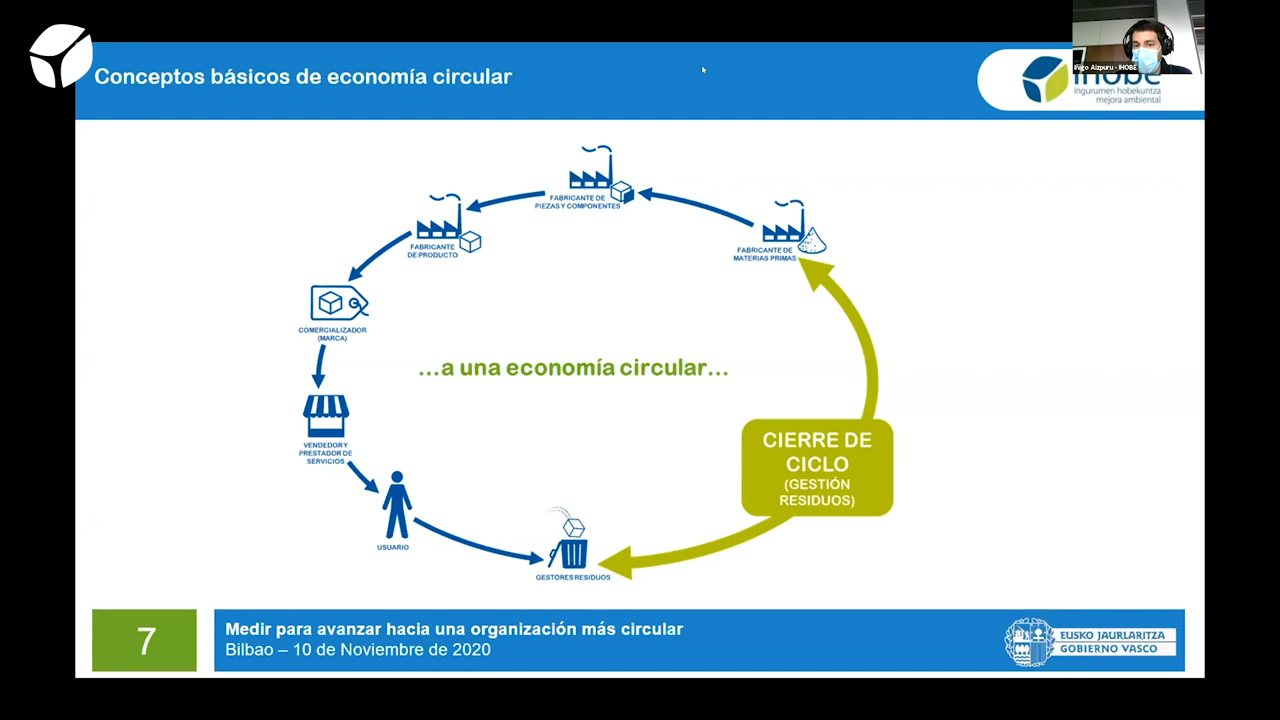 Conceptos básicos de economía circular
Iñigo Aizpuru - IHOBE
ihobe
ingurumen hobekuntza
mejora ambiental
FABRICANTE DE
PIEZAS Y COMPONENTES
FABRICANTE
DE PRODUCTO
FABRICANTE DE
MATERIAS PRIMAS
COMERCIALIZADOR
(MARCA)
...a una economía circular...
VENDEDOR Y
PRESTADOR DE
SERVICIOS
CIERRE DE
CICLO
(GESTIÓN
RESIDUOS)
USUARIO
GESTORES RESIDUOS
7
Medir para avanzar hacia una organización más circular
Bilbao – 10 de Noviembre de 2020
EUSKO JAURLARITZA
GOBIERNO VASCO